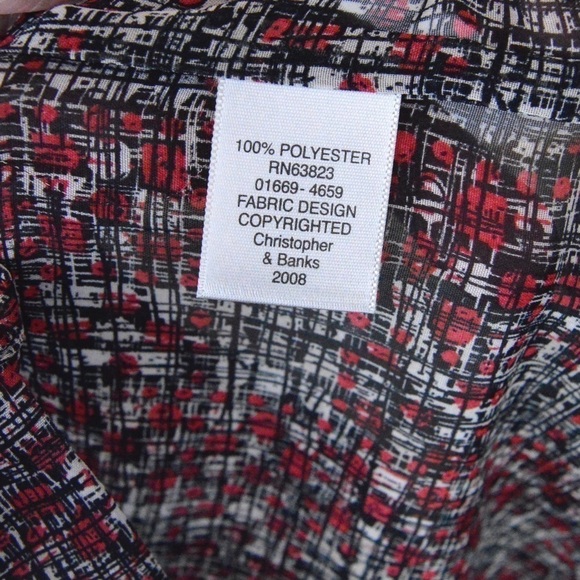 100% POLYESTER
RN63823
01669- 4659
FABRIC DESIGN
COPYRIGHTED
Christopher
& Banks
2008